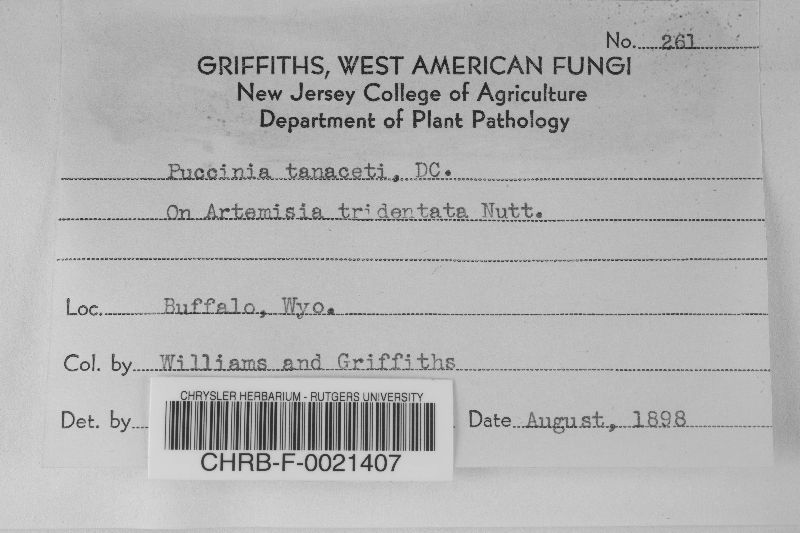 No. 261
GRIFFITHS, WEST AMERICAN FUNGI
New Jersey College of Agriculture
Department of Plant Pathology
Puccinia tanaceti, DC.
On Artemisia tridentata Nutt.
Loc. Buffalo, Wyo.
Col. by Williams and Griffiths
Det. by
Date August, 1898
CHRYSLER HERBARIUM - RUTGERS UNIVERSITY
CHRB-F-0021407